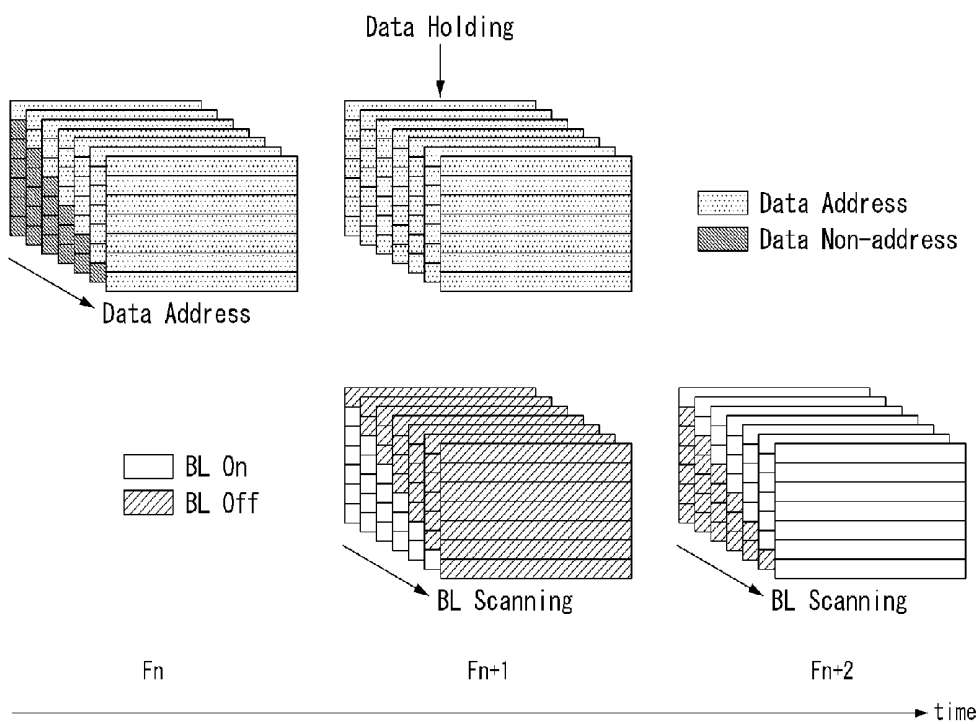 Data Holding
Data Address
Data Non-address
Data Address
BL On
BL Off
BL Scanning
BL Scanning
Fn
Fn+1
Fn+2
time